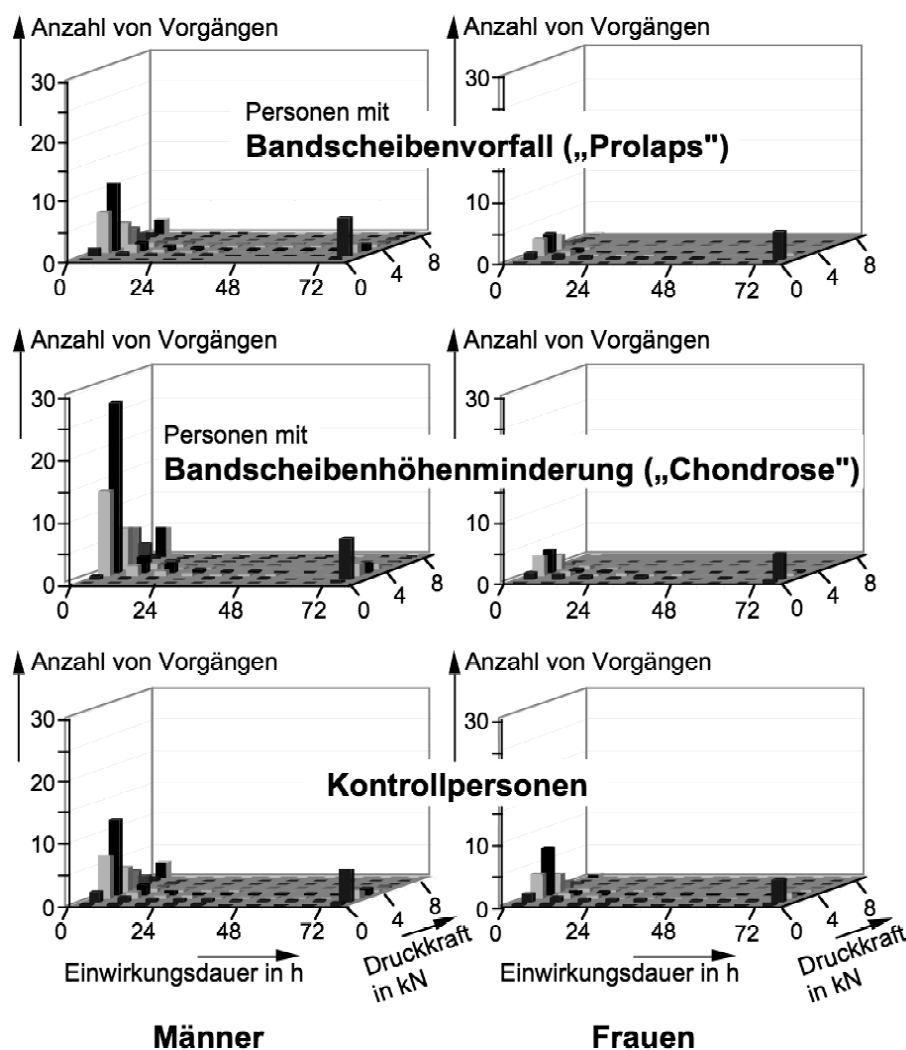 Anzahl von Vorgängen
Anzahl von Vorgängen
30
20
10
0
0 24 48 72 0 4 8
30
0
0 24 48 72 0 4 8
Personen mit
Bandscheibenvorfall („Prolaps")
Anzahl von Vorgängen
Anzahl von Vorgängen
30
20
10
0
0 24 48 72 0 4 8
30
0
0 24 48 72 0 4 8
Personen mit
Bandscheibenhöhenminderung („Chondrose")
Anzahl von Vorgängen
Anzahl von Vorgängen
30
20
10
0
0 24 48 72 0 4 8
30
10
0
0 24 48 72 0 4 8
Kontrollpersonen
Einwirkungsdauer in h
Druckkraft
in kN
Einwirkungsdauer in h
Druckkraft
in kN
Männer
Frauen